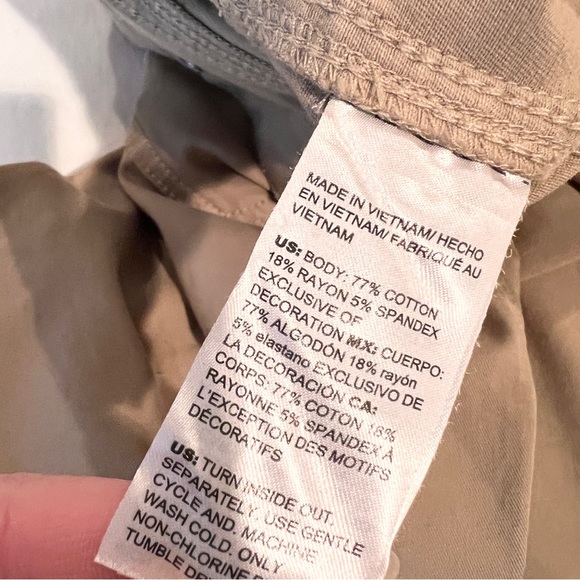 MADE IN VIETNAM/ HECHO
EN VIETNAM/ FABRIQUÉ AU
VIETNAM
US: BODY: 77% COTTON
18% RAYON 5% SPANDEX
EXCLUSIVE OF
DECORATION MX: CUERPO:
77% ALGODÓN 18% rayón
5% elastano EXCLUSIVO DE
LA DECORACIÓN CA:
CORPS: 77% COTON 18%
RAYONNE 5% SPANDEX À
L'EXCEPTION DES MOTIFS
DÉCORATIFS
US: TURN INSIDE OUT.
SEPARATELY. USE GENTLE
CYCLE AND. MACHINE
WASH COLD. ONLY
NON-CHLORINE
TUMBLE